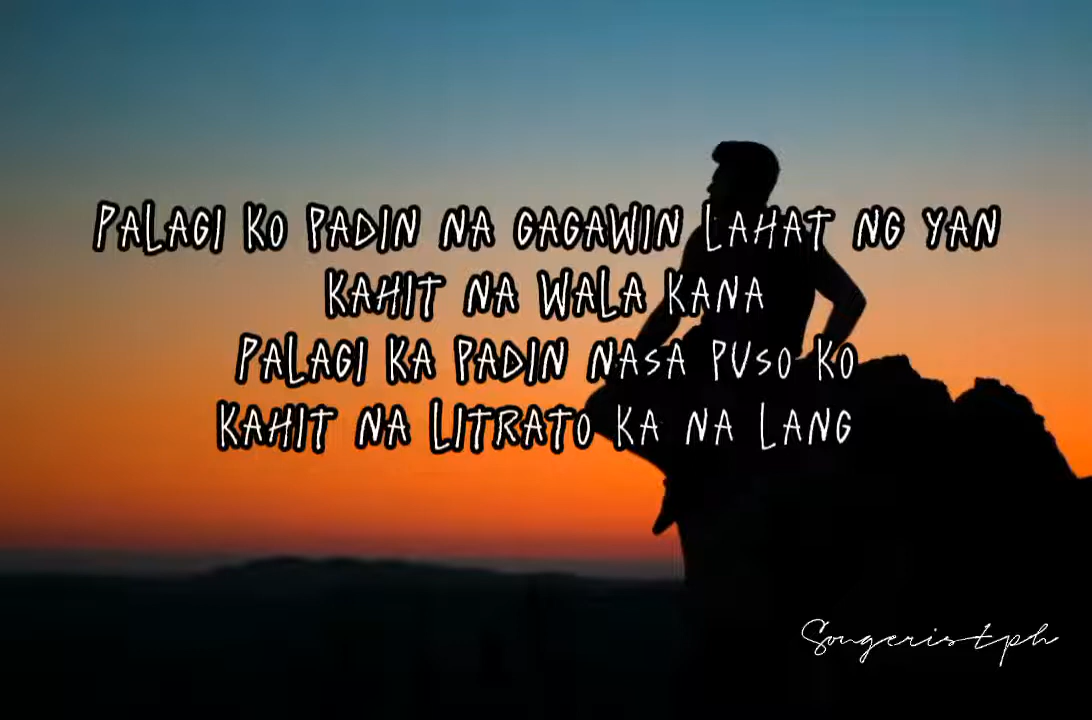 PALAGI KO PADIN NA GAGAWIN LAHAT NG YAN
KAHIT NA WALA KANA
PALAGI KA PADIN NASA PUSO KO
KAHIT NA LITRATO KA NA LANG
Songeristph